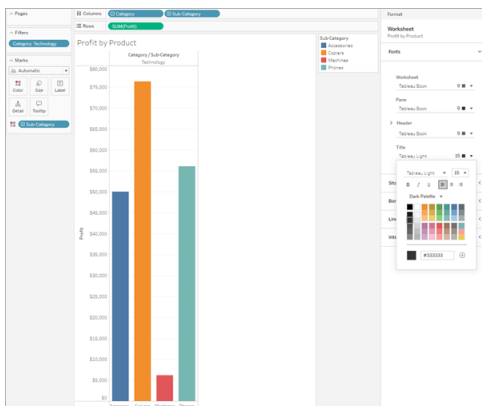 Pages
Filters
Category: Technology
Marks
Automatic
Color
Size
Label
Detail
Tooltip
Sub-Category
Columns
Category
Sub-Category
Rows
SUM(Profit)
Profit by Product
Category / Sub-Category
Technology
$80,000
$75,000
$70,000
$65,000
$60,000
$55,000
$50,000
$45,000
$40,000
$35,000
$30,000
$25,000
$20,000
$15,000
$10,000
$5,000
$0
Profit
Sub-Category
Accessories
Copiers
Machines
Phones
Format
Worksheet
Profit by Product
Fonts
Worksheet
Tableau Book 9
Pane
Tableau Book 9
Header
Tableau Book 9
Title
Tableau Light 15
Tableau Light 15
B I U
Dark Palette
#333333